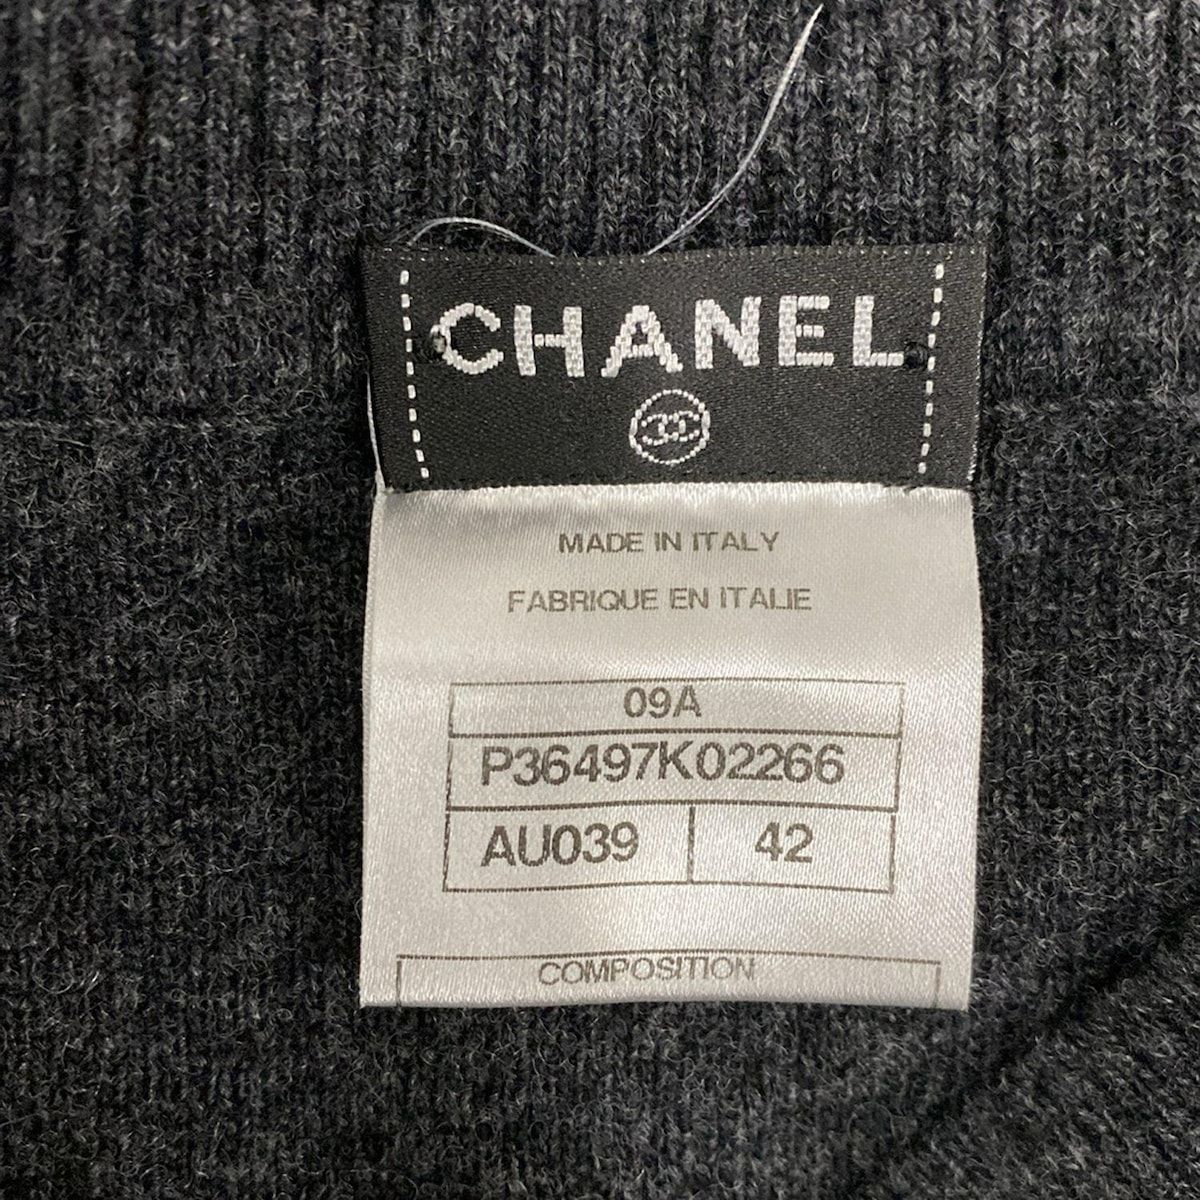 CHANEL
MADE IN ITALY
FABRIQUE EN ITALIE
09A
P36497K02266
AU039 42
COMPOSITION